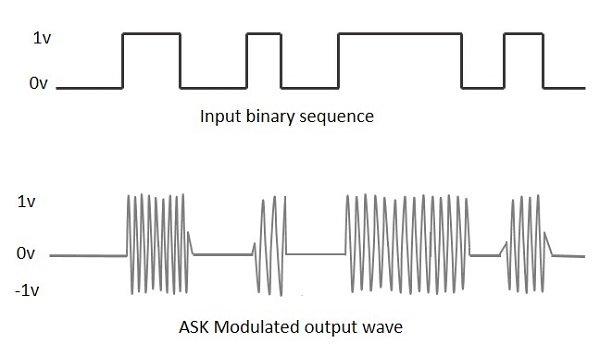 1v
0v
Input binary sequence
1v
0v
-1v
ASK Modulated output wave